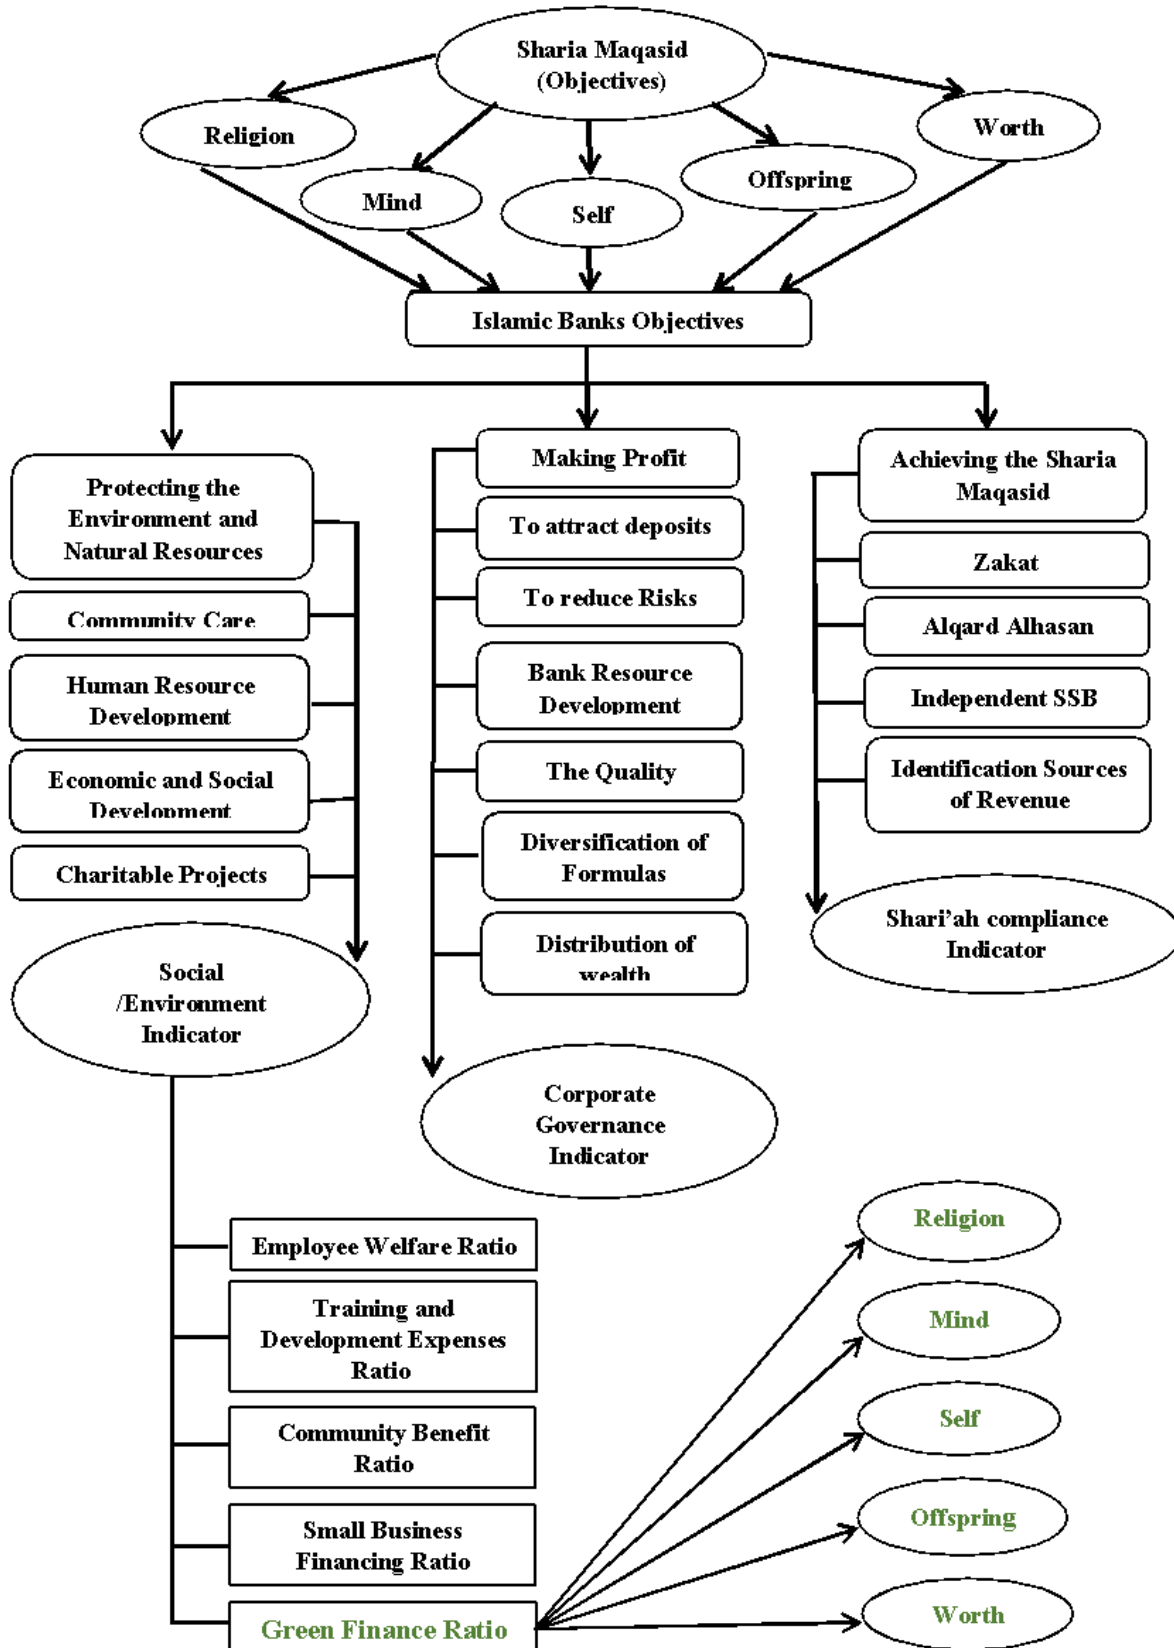 Sharia Maqasid
(Objectives)
Religion
Mind
Self
Offspring
Worth
Islamic Banks Objectives
Protecting the
Environment and
Natural Resources
Community Care
Human Resource
Development
Economic and Social
Development
Charitable Projects
Social
/Environment
Indicator
Making Profit
To attract deposits
To reduce Risks
Bank Resource
Development
The Quality
Diversification of
Formulas
Distribution of
wealth
Corporate
Governance
Indicator
Achieving the Sharia
Maqasid
Zakat
Alqard Alhasan
Independent SSB
Identification Sources
of Revenue
Shari'ah compliance
Indicator
Employee Welfare Ratio
Training and
Development Expenses
Ratio
Community Benefit
Ratio
Small Business
Financing Ratio
Green Finance Ratio
Religion
Mind
Self
Offspring
Worth